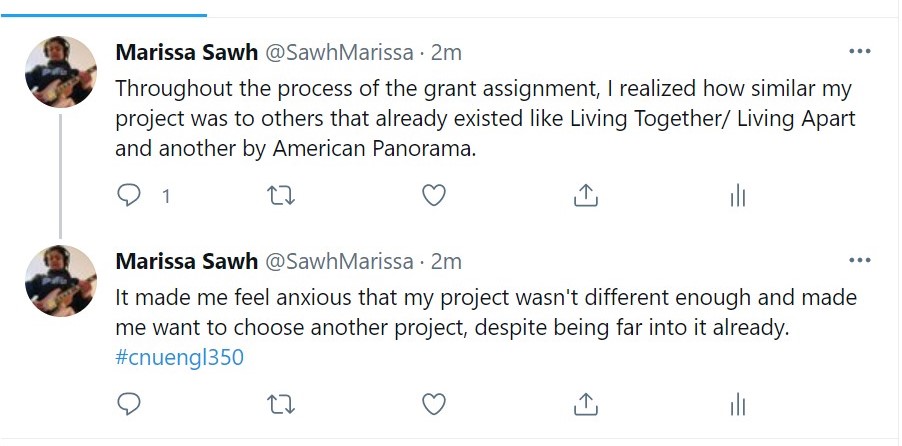 Marissa Sawh @SawhMarissa · 2m
Throughout the process of the grant assignment, I realized how similar my
project was to others that already existed like Living Together/ Living Apart
and another by American Panorama.
1
Marissa Sawh @SawhMarissa · 2m
It made me feel anxious that my project wasn't different enough and made
me want to choose another project, despite being far into it already.
#cnuengl350